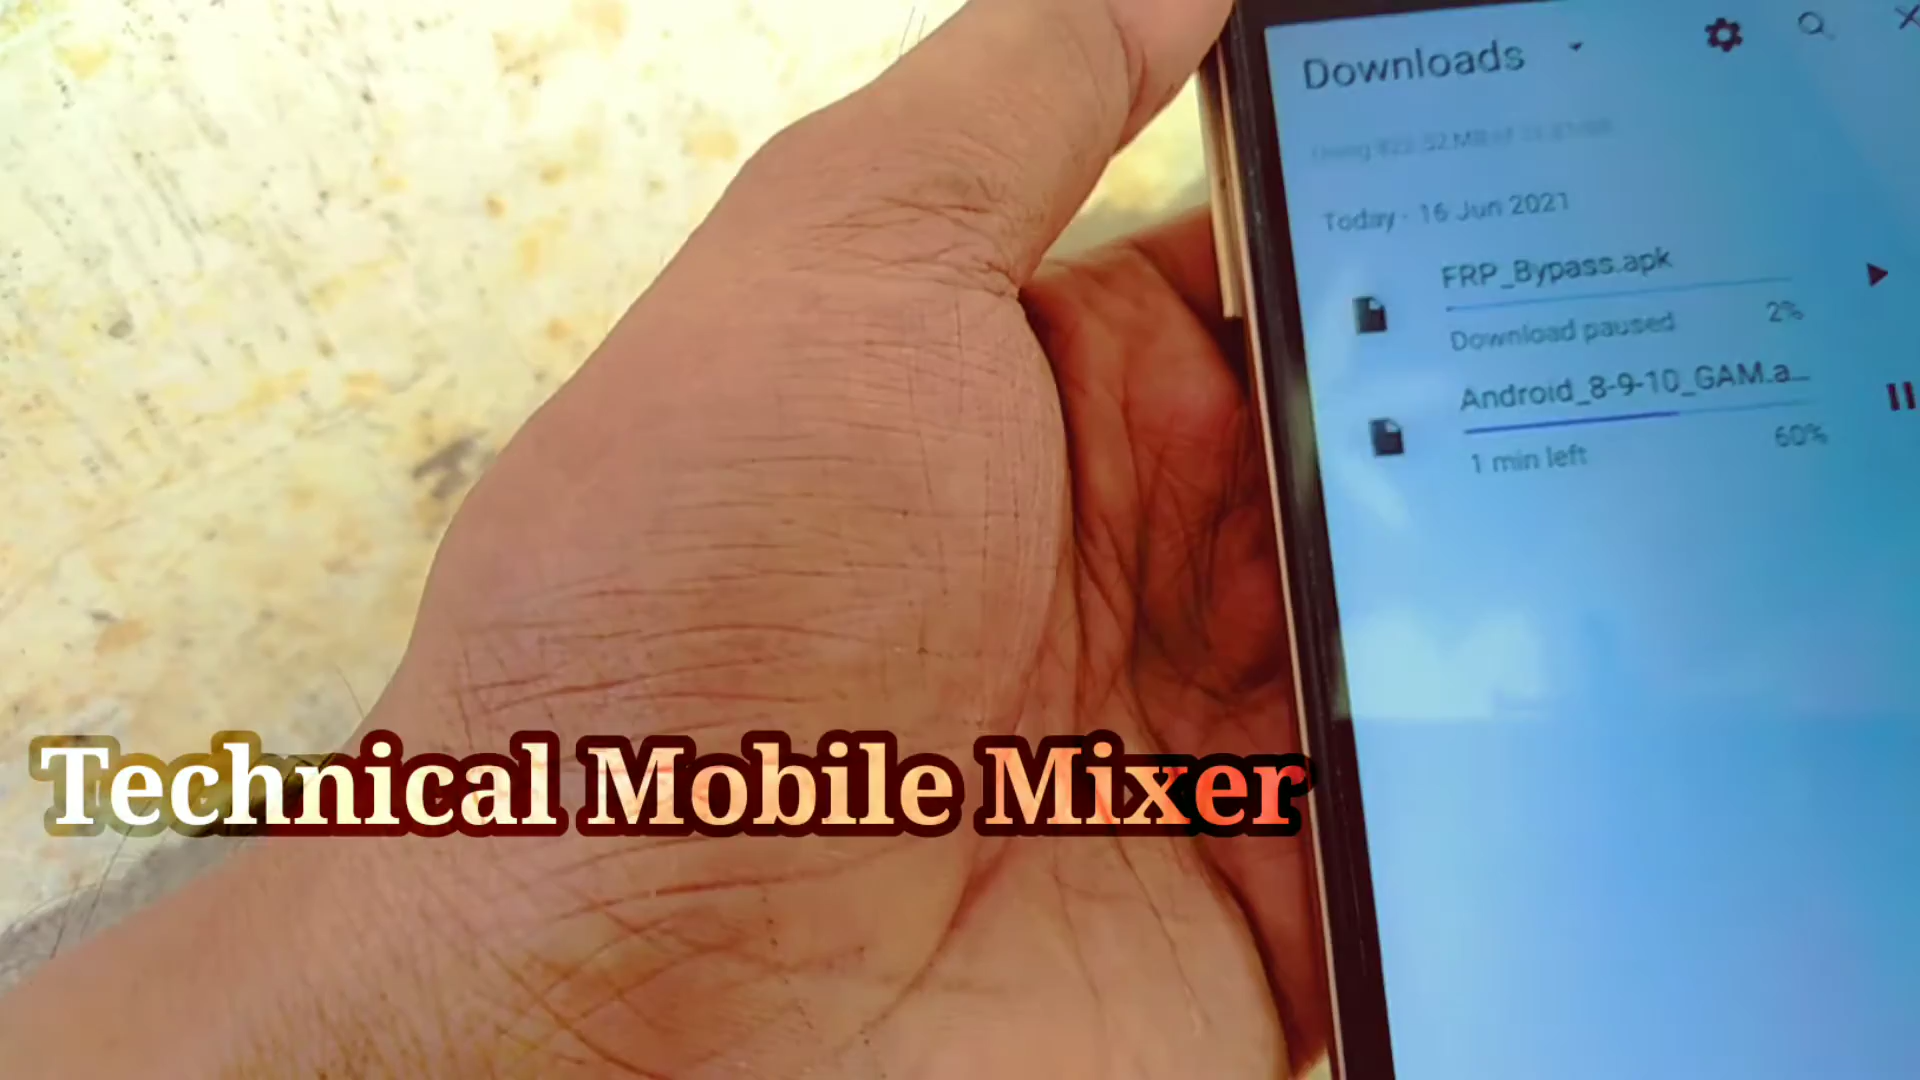 Downloads
Today - 16 Jun 2021
FRP_Bypass.apk
Download paused 2%
Android_8-9-10_GAM.a...
1 min left 60%
Technical Mobile Mixer